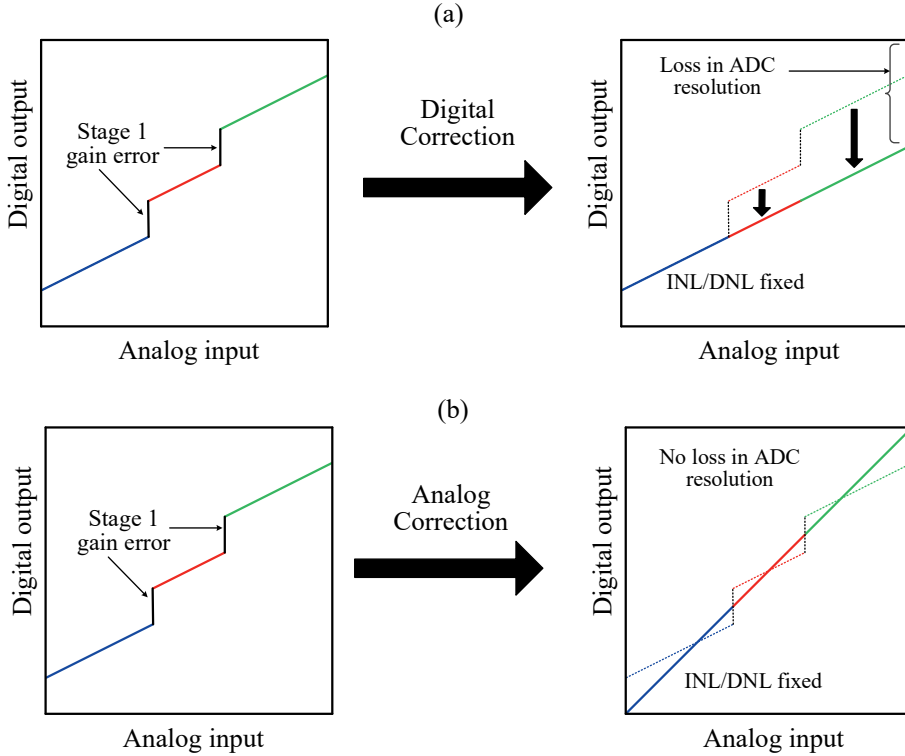 (a)
Digital output
Stage 1
gain error
Analog input
Digital
Correction
Digital output
Loss in ADC
resolution
INL/DNL fixed
Analog input
(b)
Digital output
Stage 1
gain error
Analog input
Analog
Correction
Digital output
No loss in ADC
resolution
INL/DNL fixed
Analog input